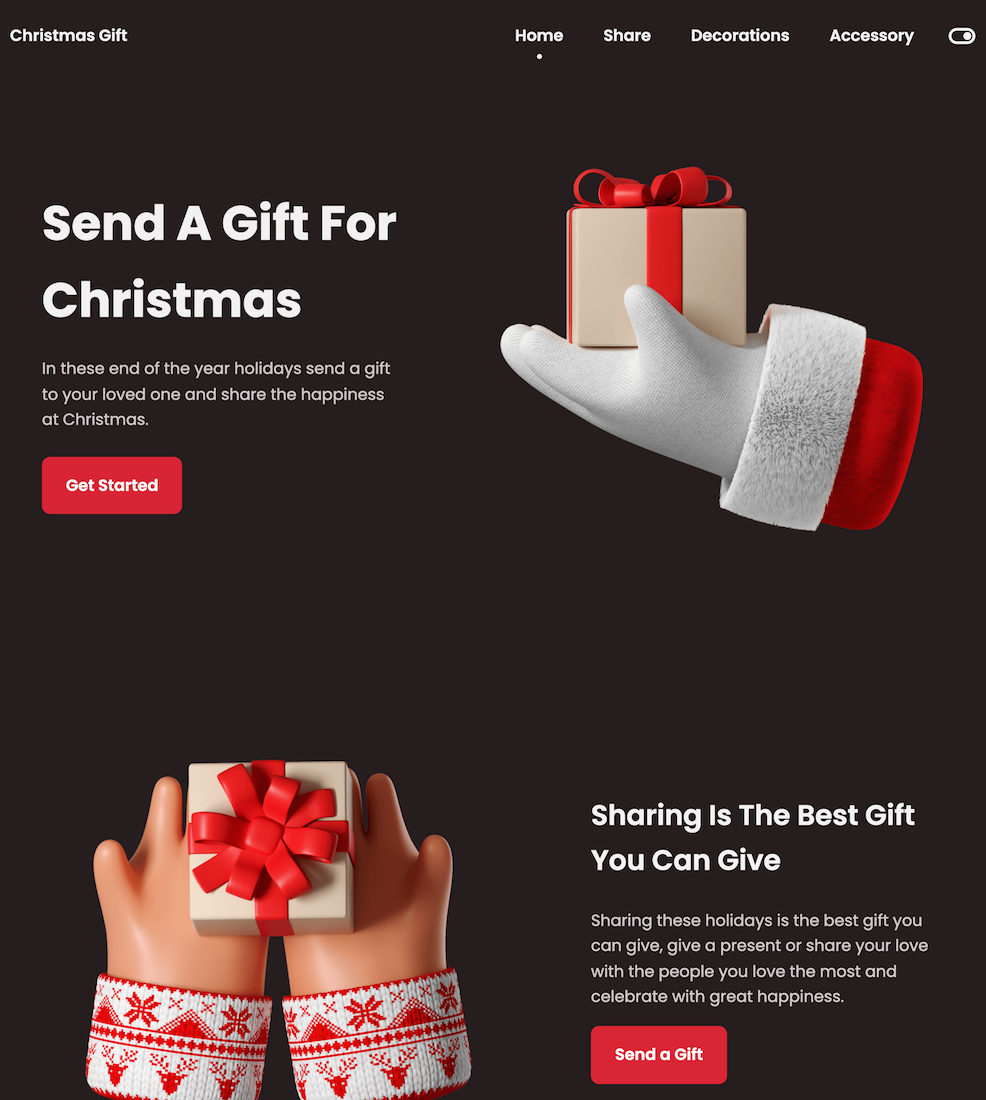 Christmas Gift
Home Share Decorations Accessory
Send A Gift For
Christmas
In these end of the year holidays send a gift
to your loved one and share the happiness
at Christmas.
Get Started
Sharing Is The Best Gift
You Can Give
Sharing these holidays is the best gift you
can give, give a present or share your love
with the people you love the most and
celebrate with great happiness.
Send a Gift